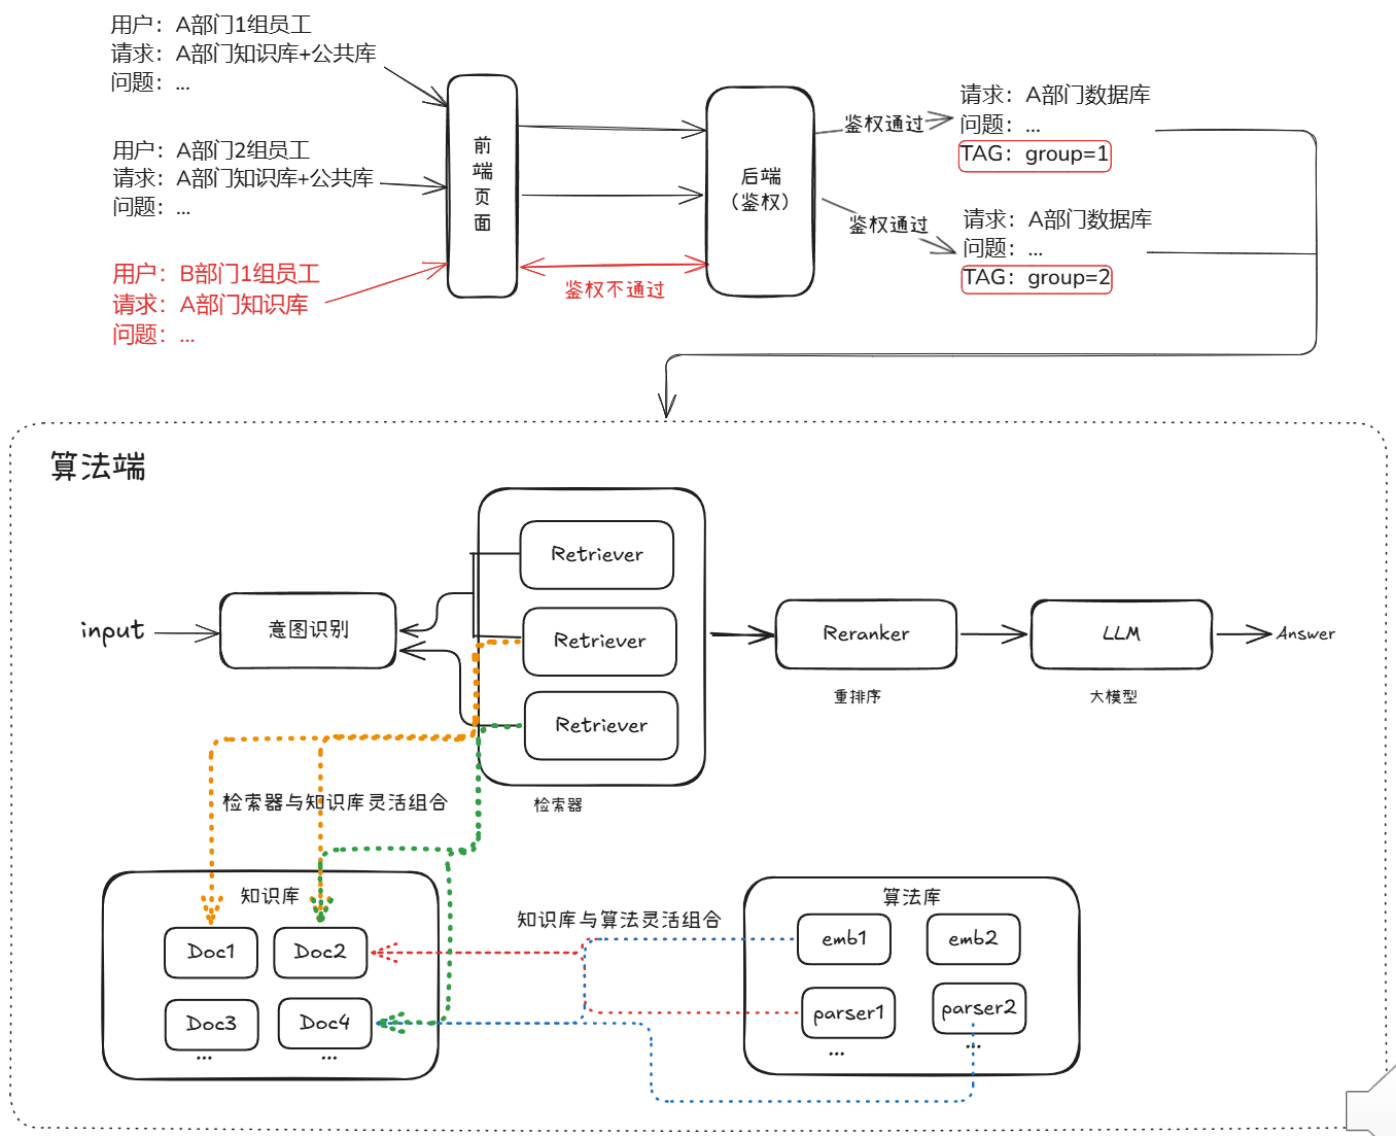 用户：A部门1组员工
请求：A部门知识库+公共库
问题：...
用户：A部门2组员工
请求：A部门知识库+公共库
问题：...
用户：B部门1组员工
请求：A部门知识库
问题：...
前端页面
后端
（鉴权）
鉴权不通过
鉴权通过
请求：A部门数据库
问题：...
TAG：group=1
鉴权通过
请求：A部门数据库
问题：...
TAG：group=2
算法端
input
意图识别
Retriever
Retriever
Retriever
检索器
Reranker
重排序
LLM
大模型
Answer
检索器与知识库灵活组合
知识库
Doc1
Doc2
Doc3
Doc4
...
...
知识库与算法灵活组合
算法库
emb1
emb2
parser1
parser2
...
...